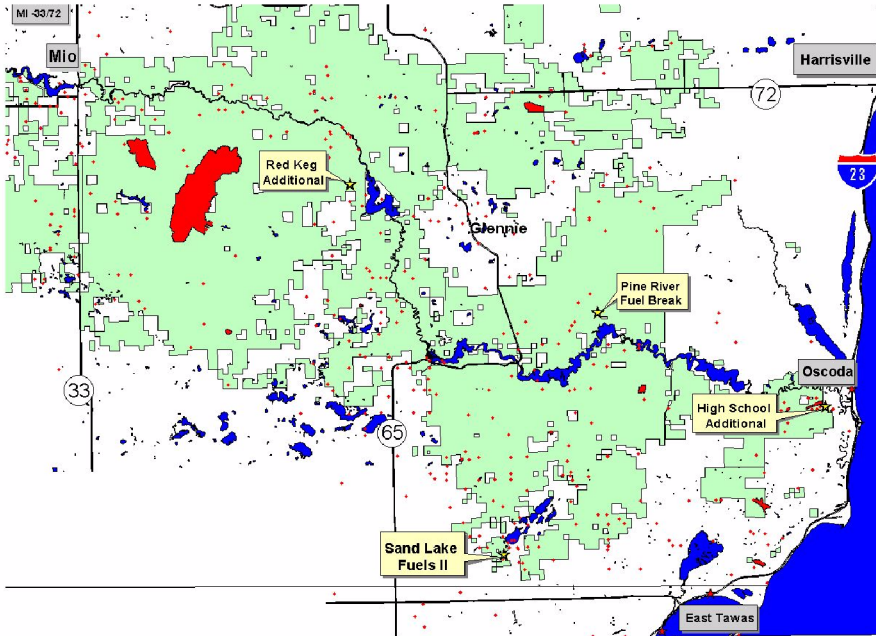 MI -33/72
Mio
Harrisville
72
Red Keg
Additional
23
Glennie
Pine River
Fuel Break
Oscoda
33
High School
Additional
65
Sand Lake
Fuels II
East Tawas